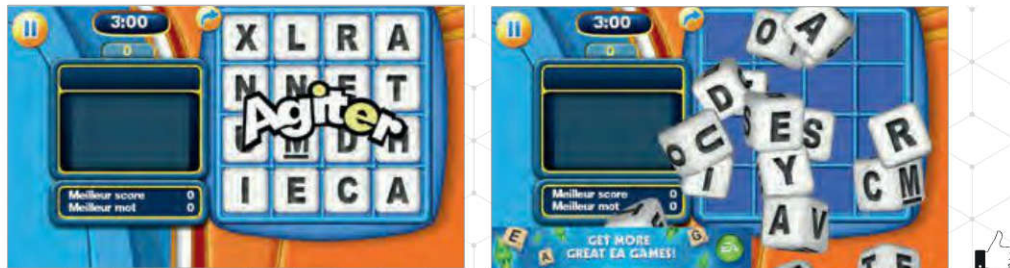 3:00
0
X L R A
N N E T
M D H
Agiter
I E C A
Meilleur score 0
Meilleur mot 0
3:00
0
O A
D
S E S R
O U
I Y C M
A V
Meilleur score 0
Meilleur mot 0
E A G
GET MORE
GREAT EA GAMES!
T E